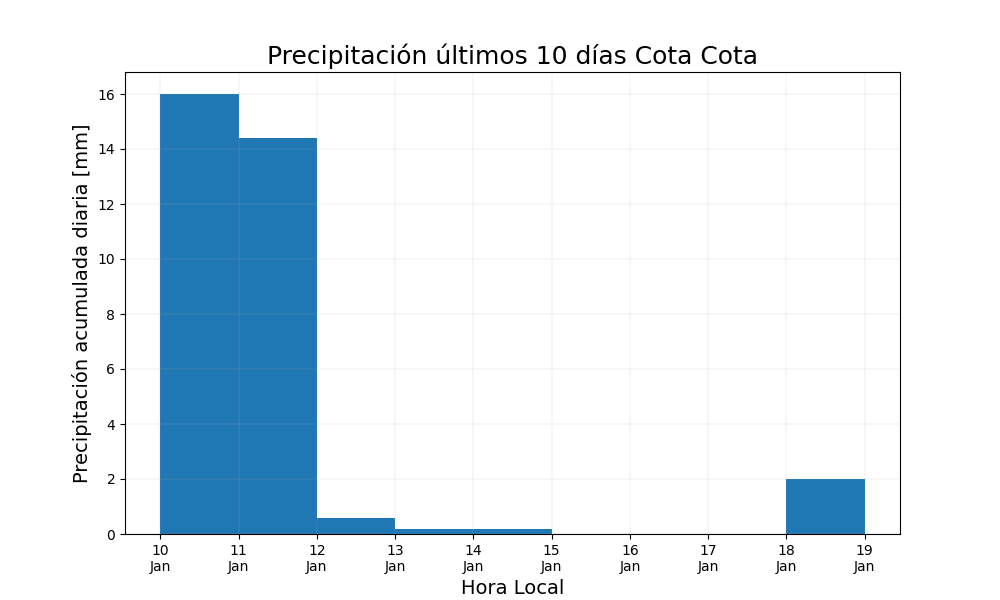 Precipitación últimos 10 días Cota Cota
Precipitación acumulada diaria [mm]
16
14
12
10
8
6
4
2
0
10 11 12 13 14 15 16 17 18 19
Jan Jan Jan Jan Jan Jan Jan Jan Jan Jan
Hora Local